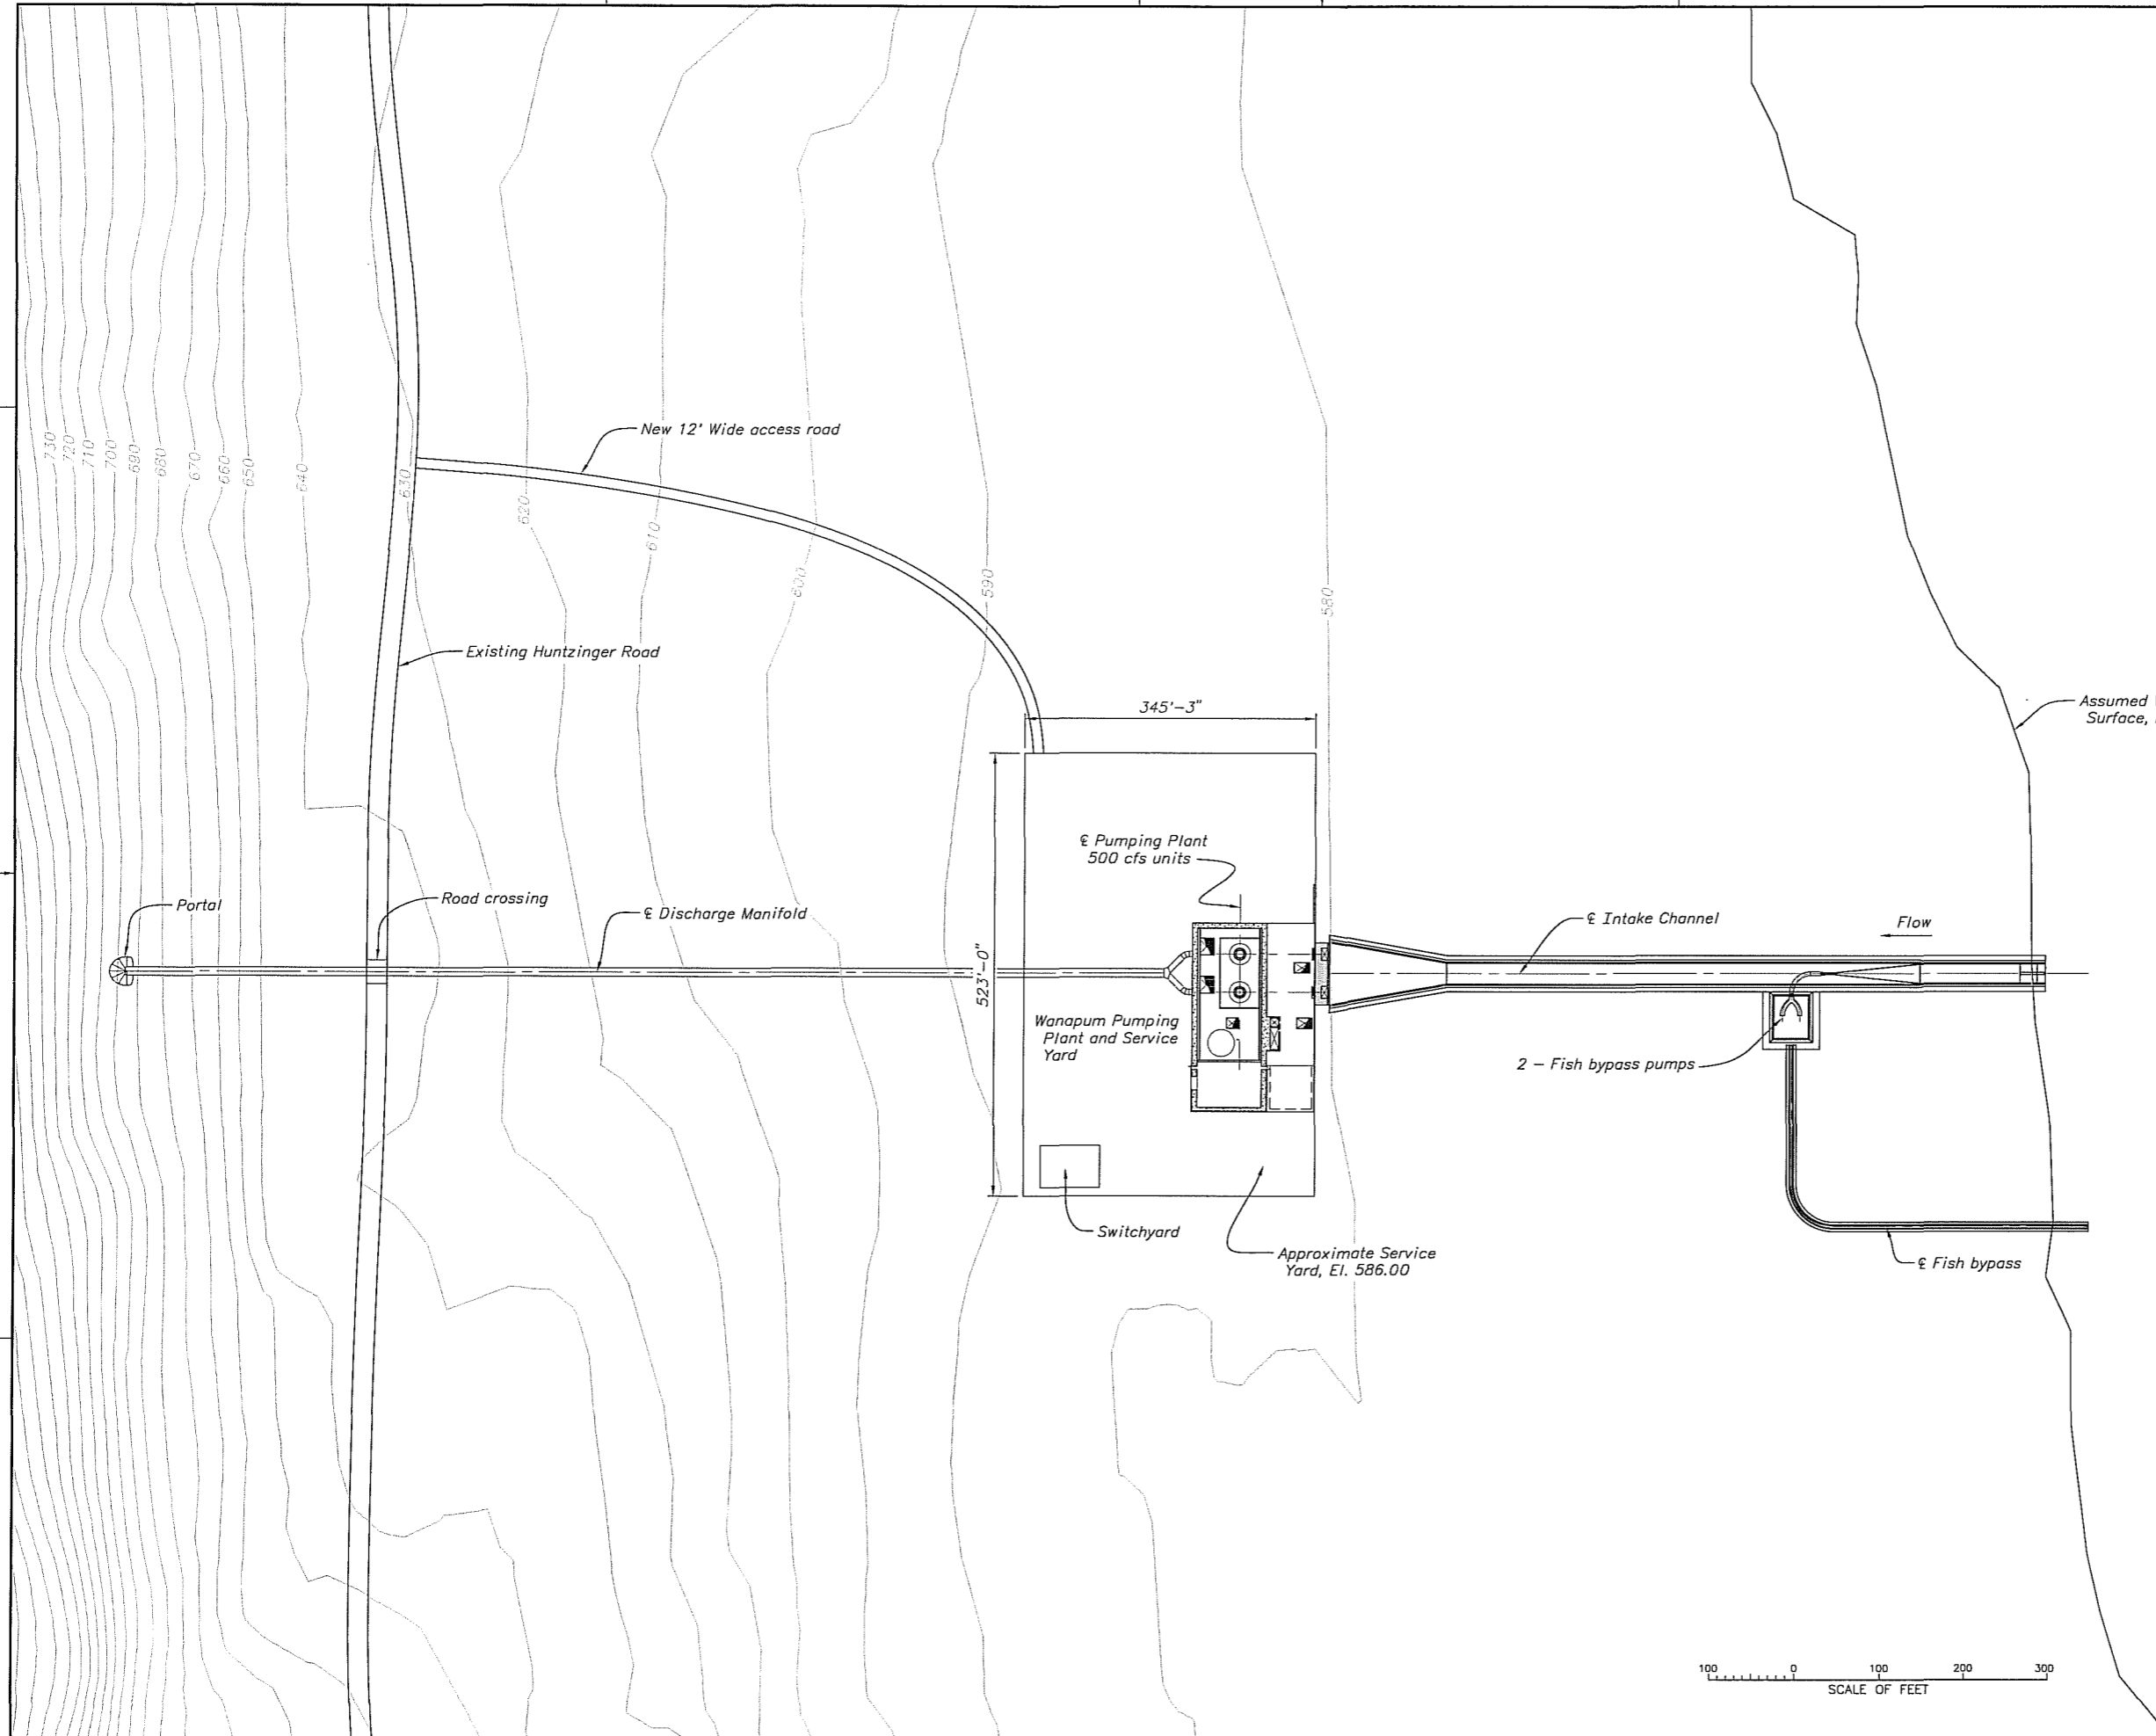 New 12' Wide access road
730
720
710
700
690
680
670
660
650
640
630
620
610
600
590
580
Existing Huntzinger Road
345'-3"
Assumed
Surface,
℄ Pumping Plant
500 cfs units
Portal
Road crossing
℄ Discharge Manifold
℄ Intake Channel
Flow
523'-0"
Wanapum Pumping
Plant and Service
Yard
2 - Fish bypass pumps
Switchyard
Approximate Service
Yard, El. 586.00
℄ Fish bypass
100 0 100 200 300
SCALE OF FEET